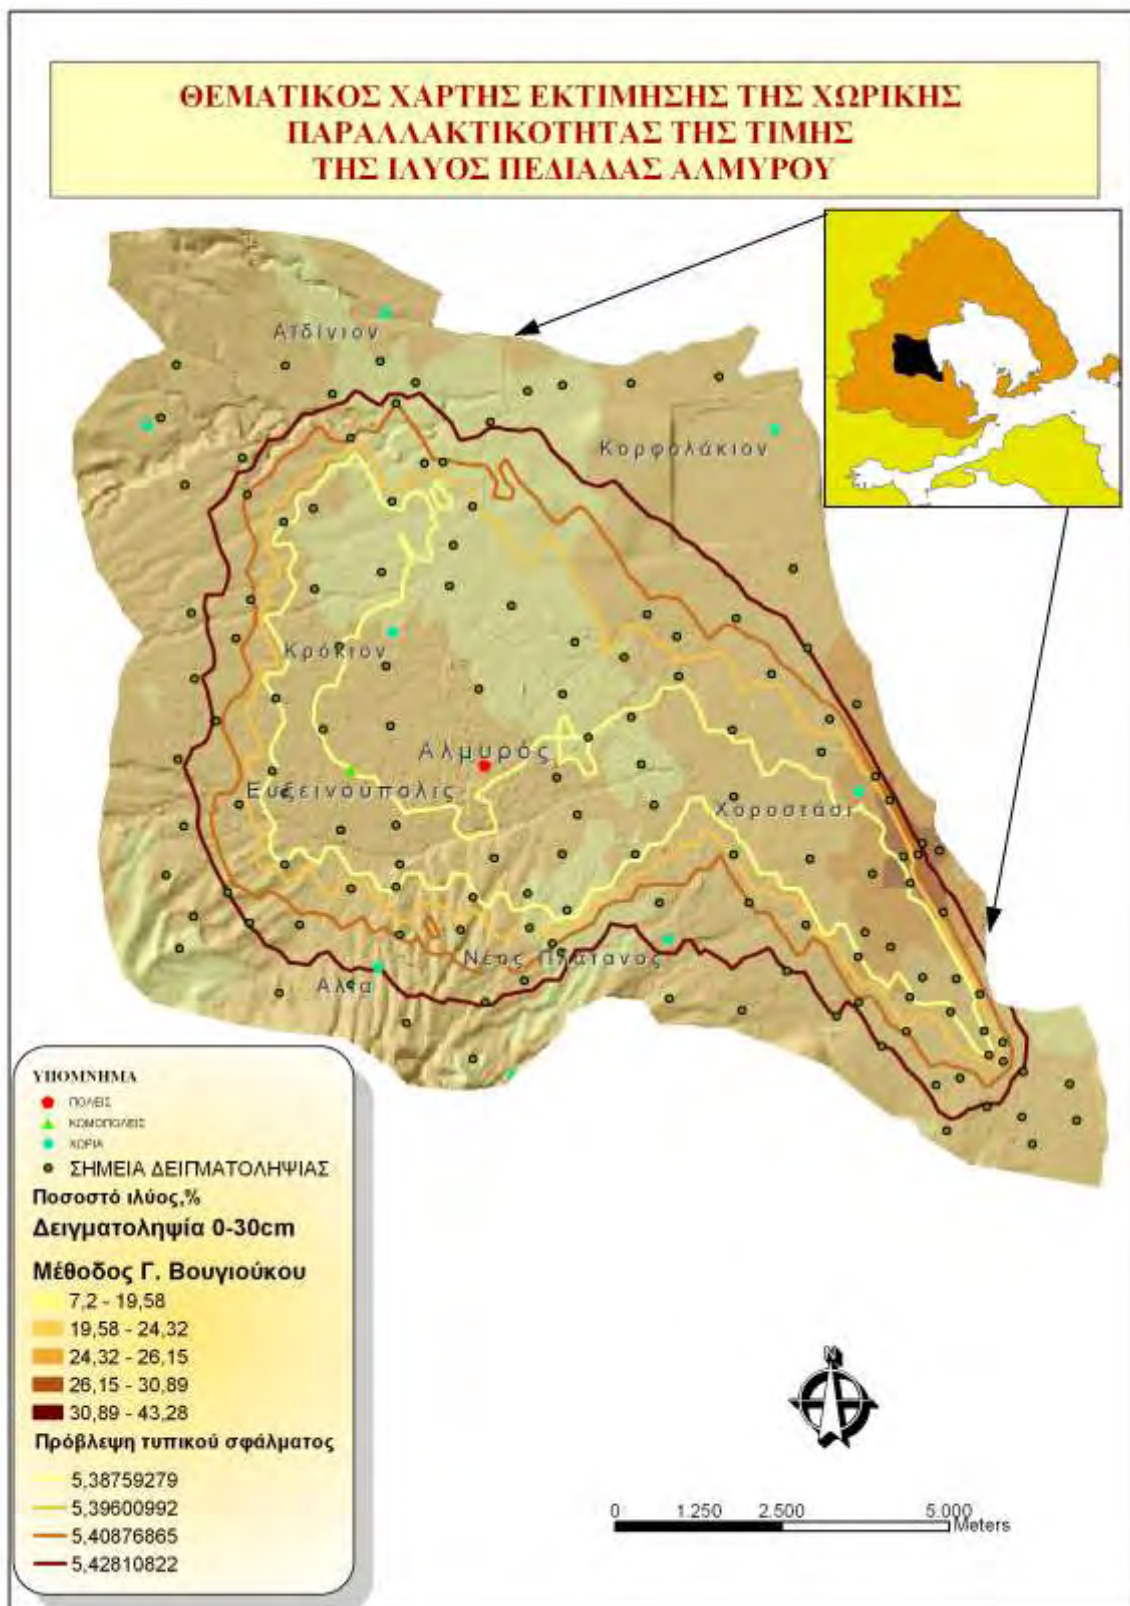 ΘΕΜΑΤΙΚΟΣ ΧΑΡΤΗΣ ΕΚΤΙΜΗΣΗΣ ΤΗΣ ΧΩΡΙΚΗΣ
ΠΑΡΑΛΛΑΚΤΙΚΟΤΗΤΑΣ ΤΗΣ ΤΙΜΗΣ
ΤΗΣ ΙΛΥΟΣ ΠΕΔΙΑΔΑΣ ΑΛΜΥΡΟΥ
Αϊδίνιον
Κορφολάκιον
Κρόκιον
Αλμυρός
Ευξεινούπολις
Χοροστάσι
Νέος Πλάτανος
Αλία
ΥΠΟΜΝΗΜΑ
ΠΟΛΕΙΣ
ΚΩΜΟΠΟΛΕΙΣ
ΧΩΡΙΑ
ΣΗΜΕΙΑ ΔΕΙΓΜΑΤΟΛΗΨΙΑΣ
Ποσοστό ιλύος,%
Δειγματοληψία 0-30cm
Μέθοδος Γ. Βουγιούκου
7,2 - 19,58
19,58 - 24,32
24,32 - 26,15
26,15 - 30,89
30,89 - 43,28
Πρόβλεψη τυπικού σφάλματος
5,38759279
5,39600992
5,40876865
5,42810822
N
0 1.250 2.500 5.000
Meters